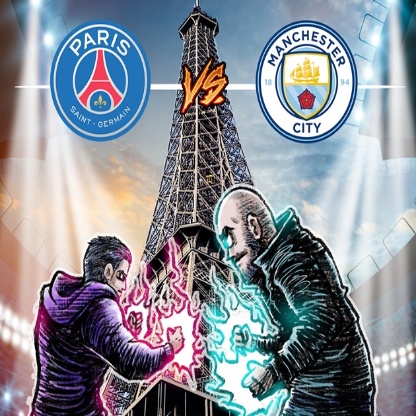 PARIS
SAINT - GERMAIN
VS.
MANCHESTER
18 94
CITY